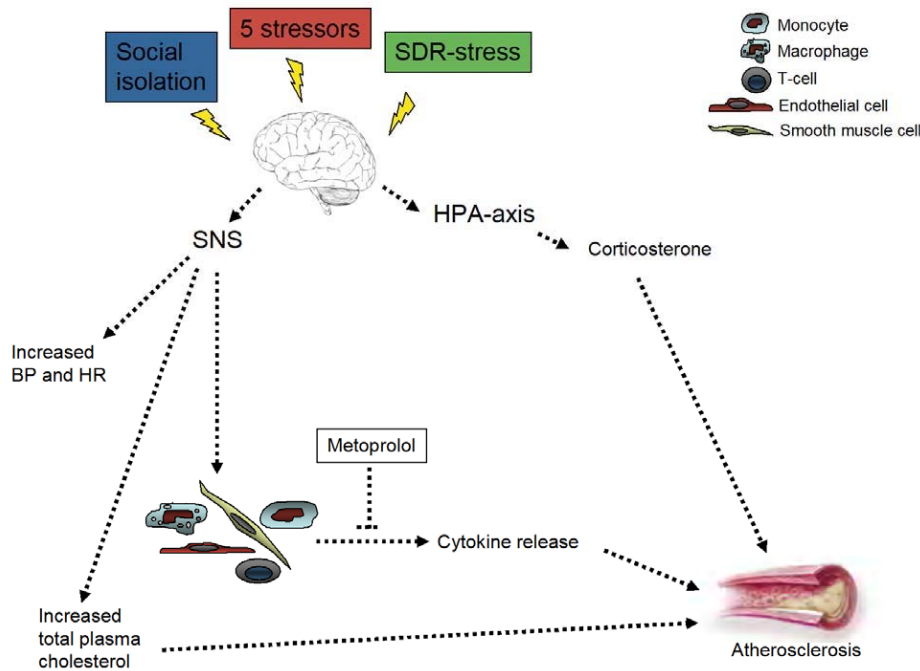 5 stressors
Social
isolation
SDR-stress
Monocyte
Macrophage
T-cell
Endothelial cell
Smooth muscle cell
HPA-axis
SNS
Corticosterone
Increased
BP and HR
Metoprolol
Cytokine release
Increased
total plasma
cholesterol
Atherosclerosis